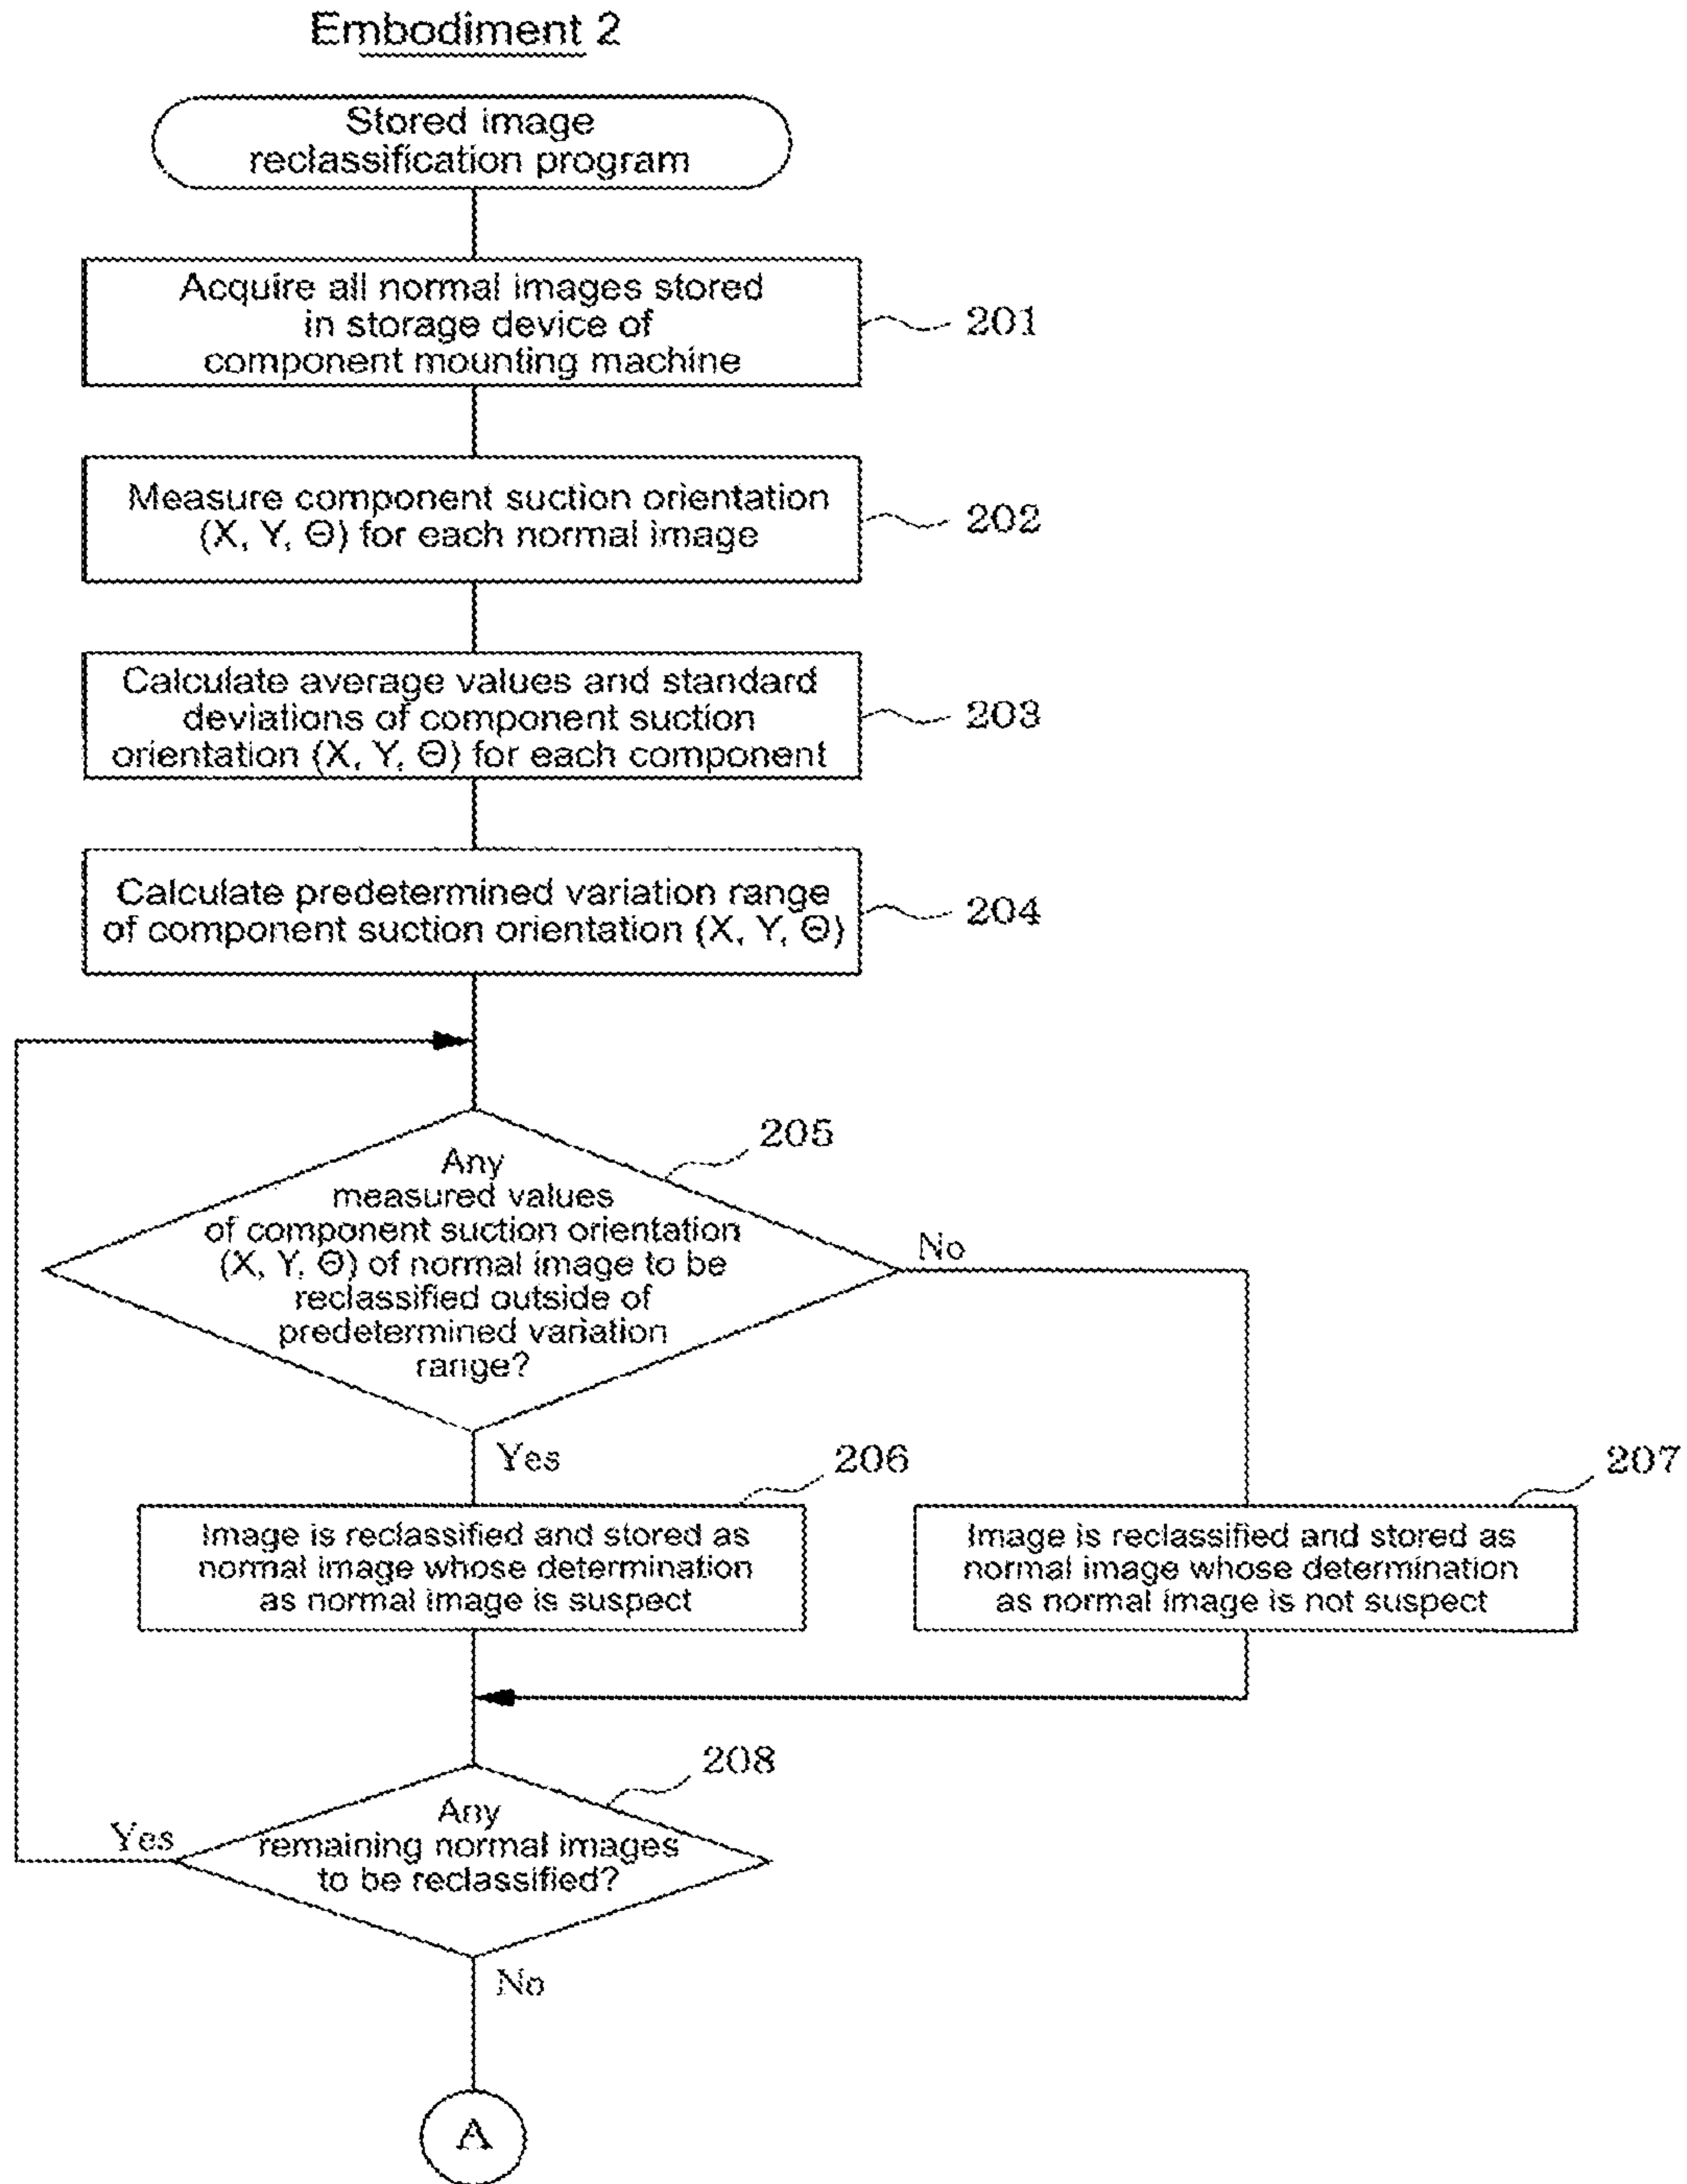 Embodiment 2
Stored image
reclassification program
Acquire all normal images stored
in storage device of
component mounting machine
201
Measure component suction orientation
(X, Y, Θ) for each normal image
202
Calculate average values and standard
deviations of component suction
orientation (X, Y, Θ) for each component
203
Calculate predetermined variation range
of component suction orientation (X, Y, Θ)
204
205
Any
measured values
of component suction orientation
(X, Y, Θ) of normal image to be
reclassified outside of
predetermined variation
range?
No
Yes
206
207
Image is reclassified and stored as
normal image whose determination
as normal image is suspect
Image is reclassified and stored as
normal image whose determination
as normal image is not suspect
208
Any
remaining normal images
to be reclassified?
Yes
No
A